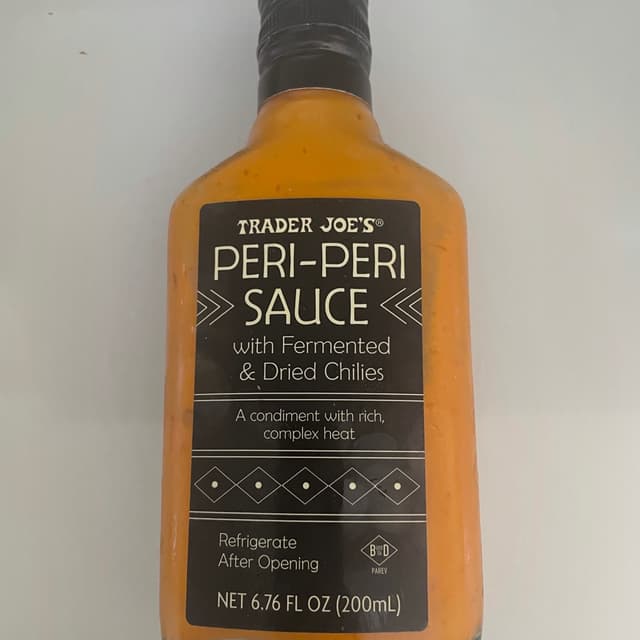 TRADER JOE'S®
PERI-PERI
SAUCE
with Fermented
& Dried Chilies
A condiment with rich,
complex heat
Refrigerate
After Opening
B D
PAREV
NET 6.76 FL OZ (200mL)